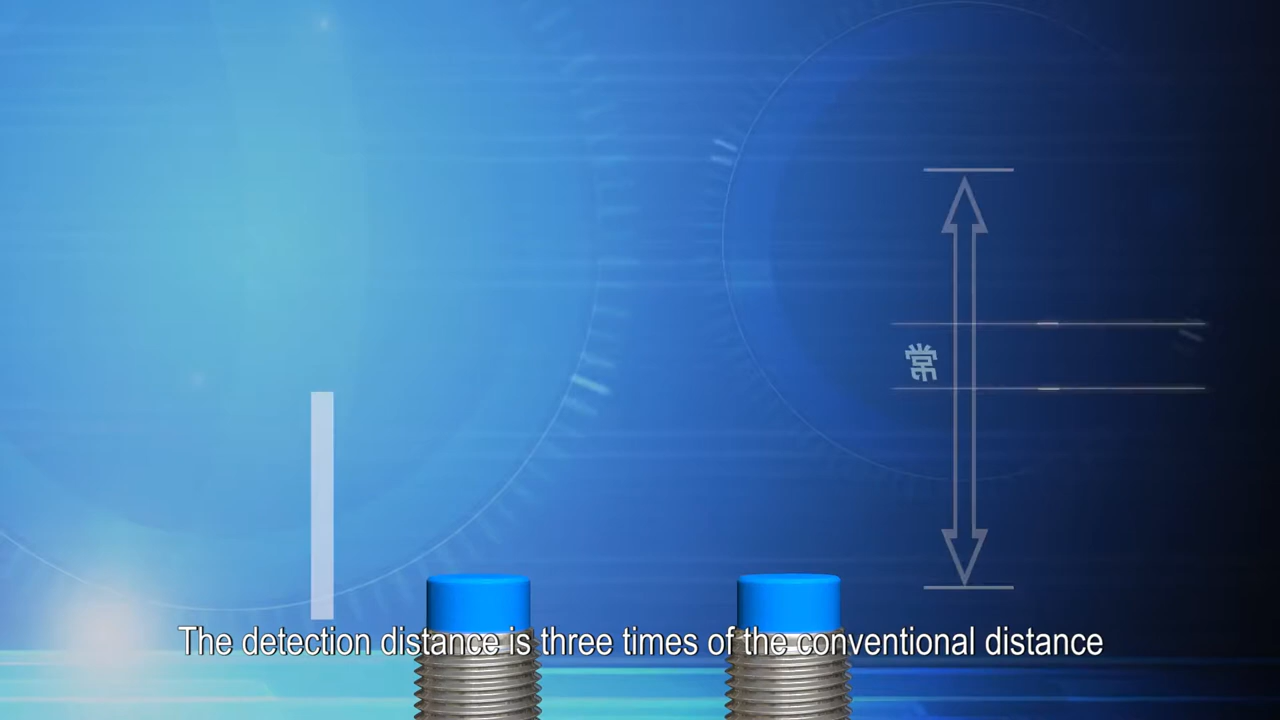 常
The detection distance is three times of the conventional distance